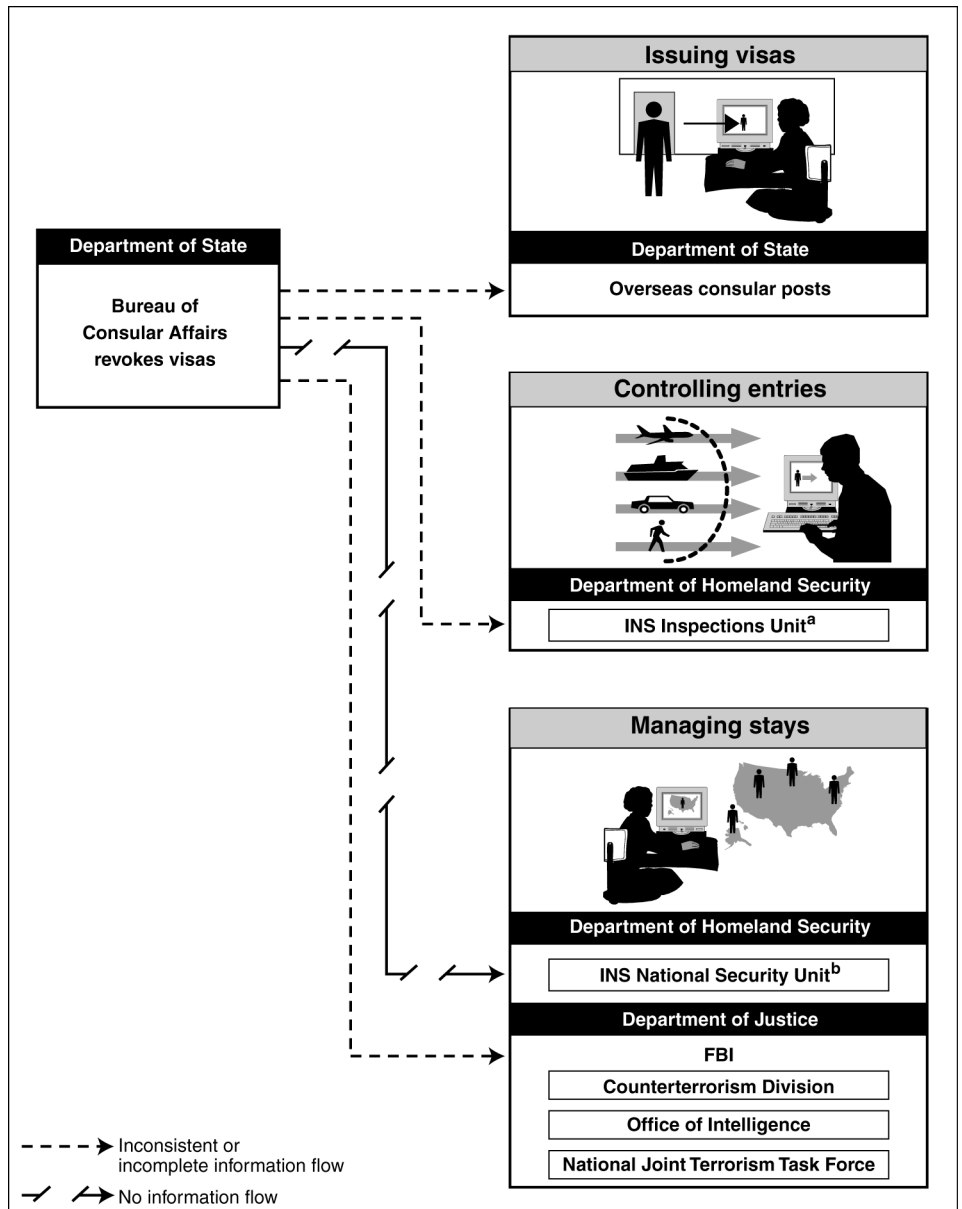 Issuing visas
Department of State
Overseas consular posts
Department of State
Bureau of
Consular Affairs
revokes visas
Controlling entries
Department of Homeland Security
INS Inspections Unitᵃ
Managing stays
Department of Homeland Security
INS National Security Unitᵇ
Department of Justice
FBI
Counterterrorism Division
Office of Intelligence
National Joint Terrorism Task Force
Inconsistent or
incomplete information flow
No information flow